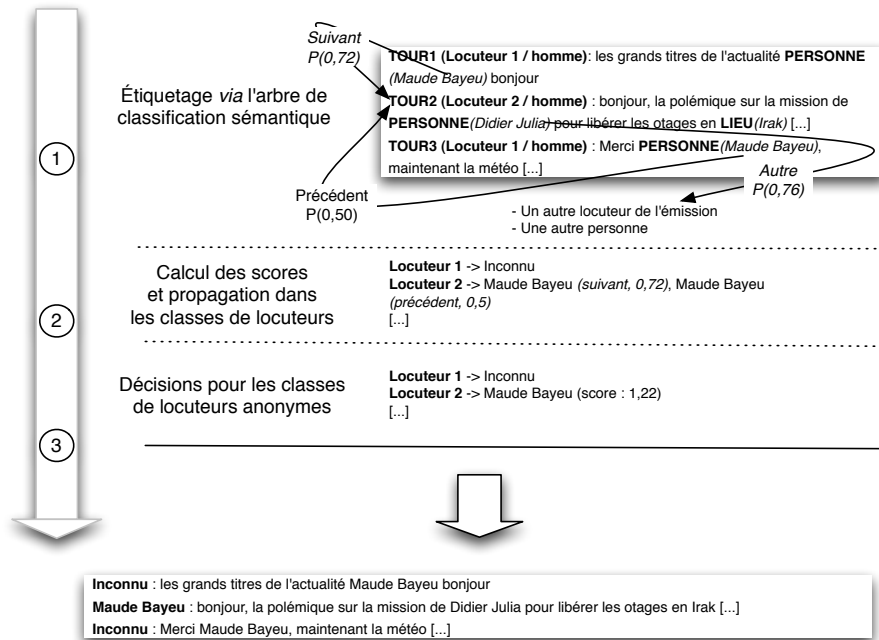 Suivant
P(0,72)
TOUR1 (Locuteur 1 / homme): les grands titres de l'actualité PERSONNE
(Maude Bayeu) bonjour
TOUR2 (Locuteur 2 / homme) : bonjour, la polémique sur la mission de
PERSONNE(Didier Julia) pour libérer les otages en LIEU(Irak) [...]
TOUR3 (Locuteur 1 / homme) : Merci PERSONNE(Maude Bayeu),
maintenant la météo [...]
Étiquetage via l'arbre de
classification sémantique
1
Autre
P(0,76)
Précédent
P(0,50)
- Un autre locuteur de l'émission
- Une autre personne
Calcul des scores
et propagation dans
les classes de locuteurs
2
Locuteur 1 -> Inconnu
Locuteur 2 -> Maude Bayeu (suivant, 0,72), Maude Bayeu
(précédent, 0,5)
[...]
Décisions pour les classes
de locuteurs anonymes
3
Locuteur 1 -> Inconnu
Locuteur 2 -> Maude Bayeu (score : 1,22)
[...]
Inconnu : les grands titres de l'actualité Maude Bayeu bonjour
Maude Bayeu : bonjour, la polémique sur la mission de Didier Julia pour libérer les otages en Irak [...]
Inconnu : Merci Maude Bayeu, maintenant la météo [...]